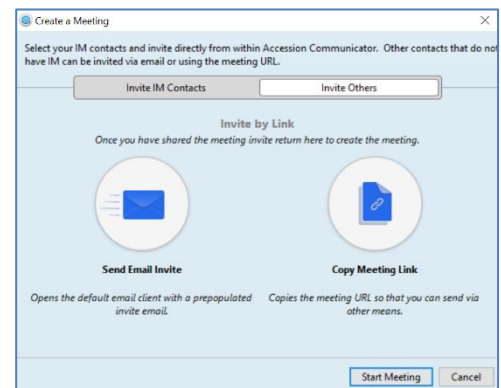 Create a Meeting
Select your IM contacts and invite directly from within Accession Communicator. Other contacts that do not
have IM can be invited via email or using the meeting URL.
Invite IM Contacts Invite Others
Invite by Link
Once you have shared the meeting invite return here to create the meeting.
Send Email Invite Copy Meeting Link
Opens the default email client with a prepopulated
invite email.
Copies the meeting URL so that you can send via
other means.
Start Meeting Cancel